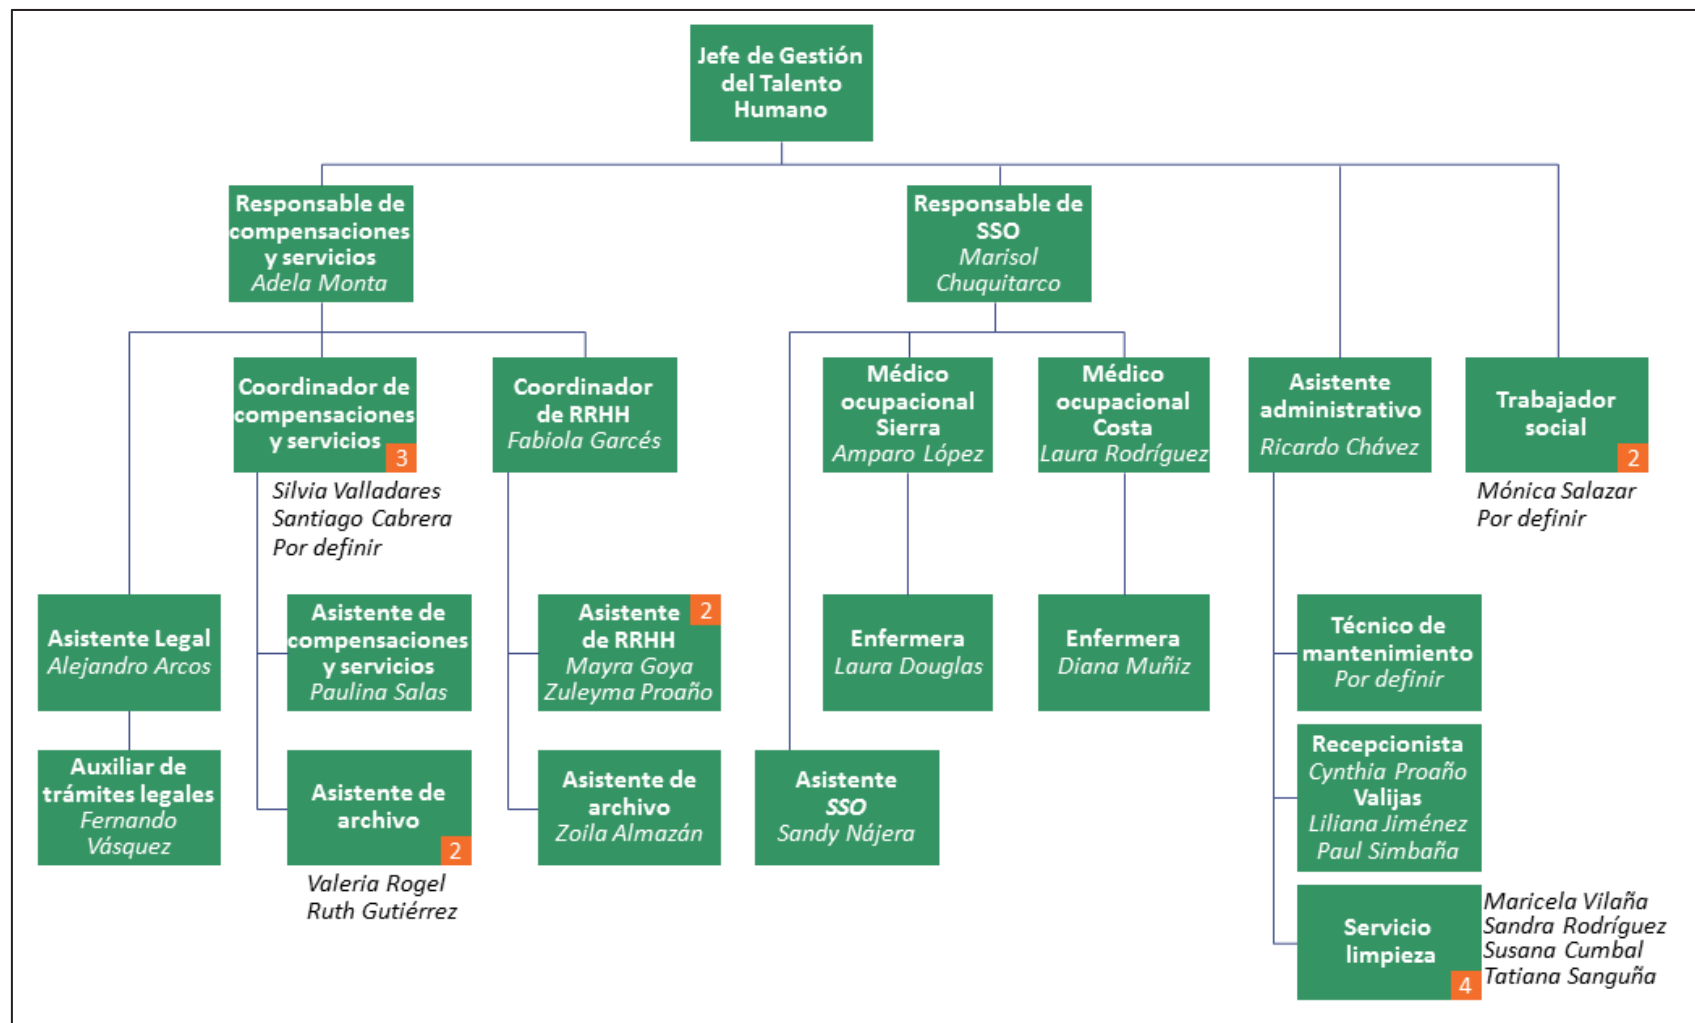 Jefe de Gestión
del Talento
Humano
Responsable de
compensaciones
y servicios
Adela Monta
Responsable de
SSO
Marisol
Chuquitarco
Coordinador de
compensaciones
y servicios
3
Silvia Valladares
Santiago Cabrera
Por definir
Coordinador
de RRHH
Fabiola Garcés
Médico
ocupacional
Sierra
Amparo López
Médico
ocupacional
Costa
Laura Rodríguez
Asistente
administrativo
Ricardo Chávez
Trabajador
social
2
Mónica Salazar
Por definir
Asistente Legal
Alejandro Arcos
Asistente de
compensaciones
y servicios
Paulina Salas
Asistente
de RRHH
2
Mayra Goya
Zuleyma Proaño
Enfermera
Laura Douglas
Enfermera
Diana Muñiz
Técnico de
mantenimiento
Por definir
Auxiliar de
trámites legales
Fernando
Vásquez
Asistente de
archivo
2
Valeria Rogel
Ruth Gutiérrez
Asistente de
archivo
Zoila Almazán
Asistente
SSO
Sandy Nájera
Recepcionista
Cynthia Proaño
Valijas
Liliana Jiménez
Paul Simbaña
Servicio
limpieza
4
Maricela Vilaña
Sandra Rodríguez
Susana Cumbal
Tatiana Sanguña